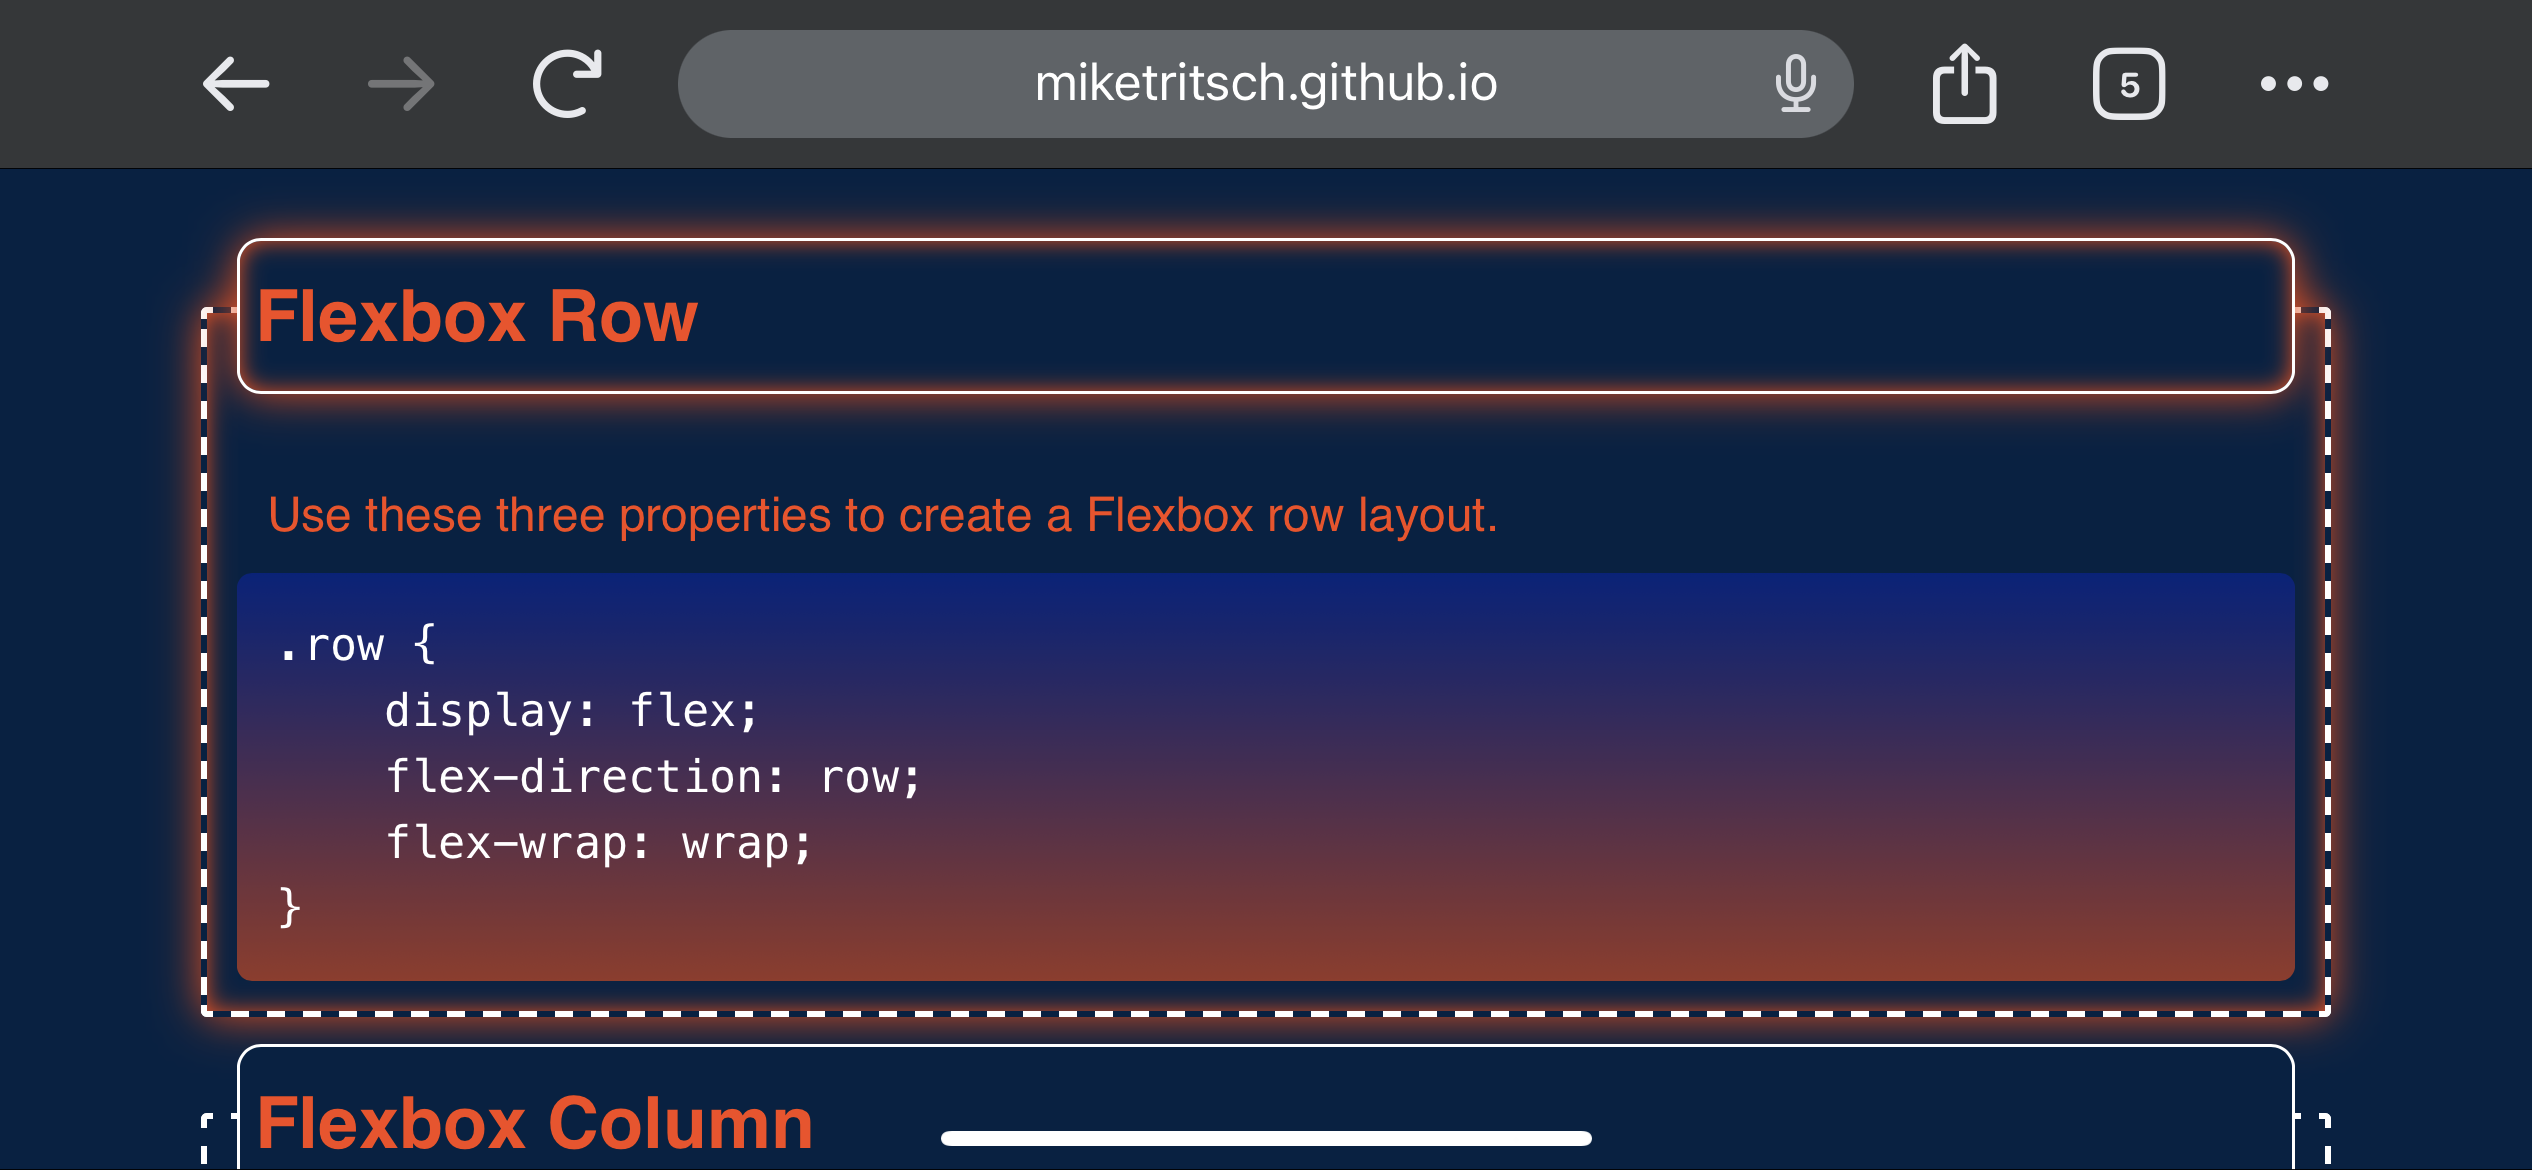 miketritsch.github.io
5
Flexbox Row
Use these three properties to create a Flexbox row layout.
.row {
    display: flex;
    flex-direction: row;
    flex-wrap: wrap;
}
Flexbox Column